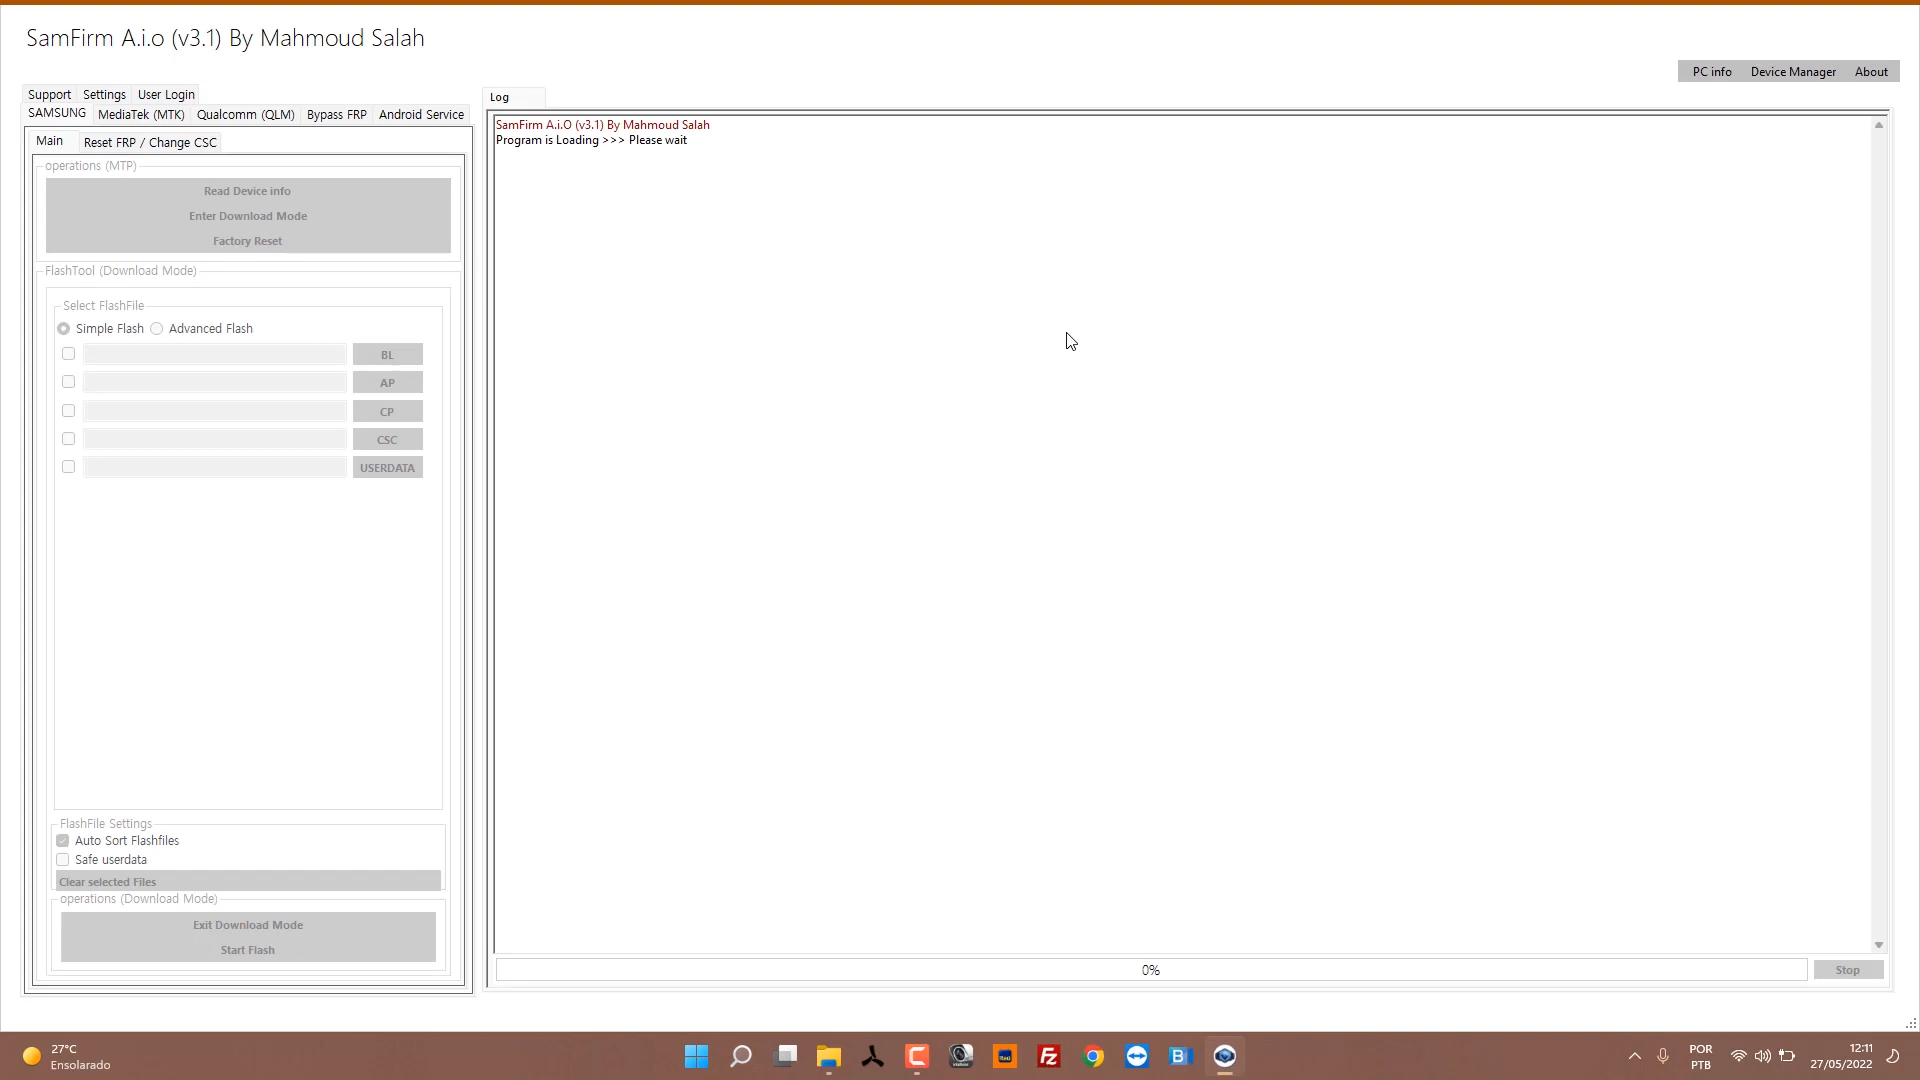 SamFirm A.i.o (v3.1) By Mahmoud Salah
PC info Device Manager About
Support Settings User Login
SAMSUNG MediaTek (MTK) Qualcomm (QLM) Bypass FRP Android Service
Main Reset FRP / Change CSC
operations (MTP)
Read Device info
Enter Download Mode
Factory Reset
FlashTool (Download Mode)
Select FlashFile
Simple Flash Advanced Flash
BL
AP
CP
CSC
USERDATA
FlashFile Settings
Auto Sort Flashfiles
Safe userdata
Clear selected Files
operations (Download Mode)
Exit Download Mode
Start Flash
Log
SamFirm A.i.O (v3.1) By Mahmoud Salah
Program is Loading >>> Please wait
0%
Stop
27°C
Ensolarado
POR
PTB
12:11
27/05/2022